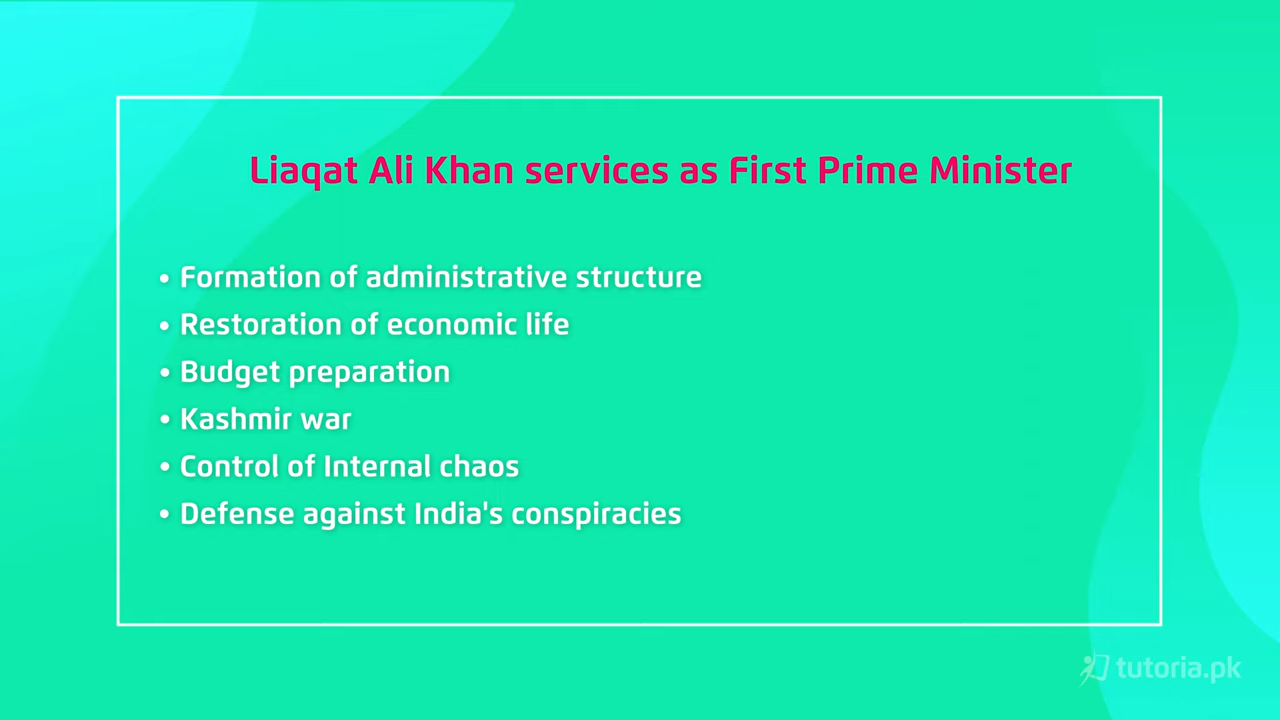 Liaqat Ali Khan services as First Prime Minister
• Formation of administrative structure
• Restoration of economic life
• Budget preparation
• Kashmir war
• Control of Internal chaos
• Defense against India's conspiracies
tutoria.pk